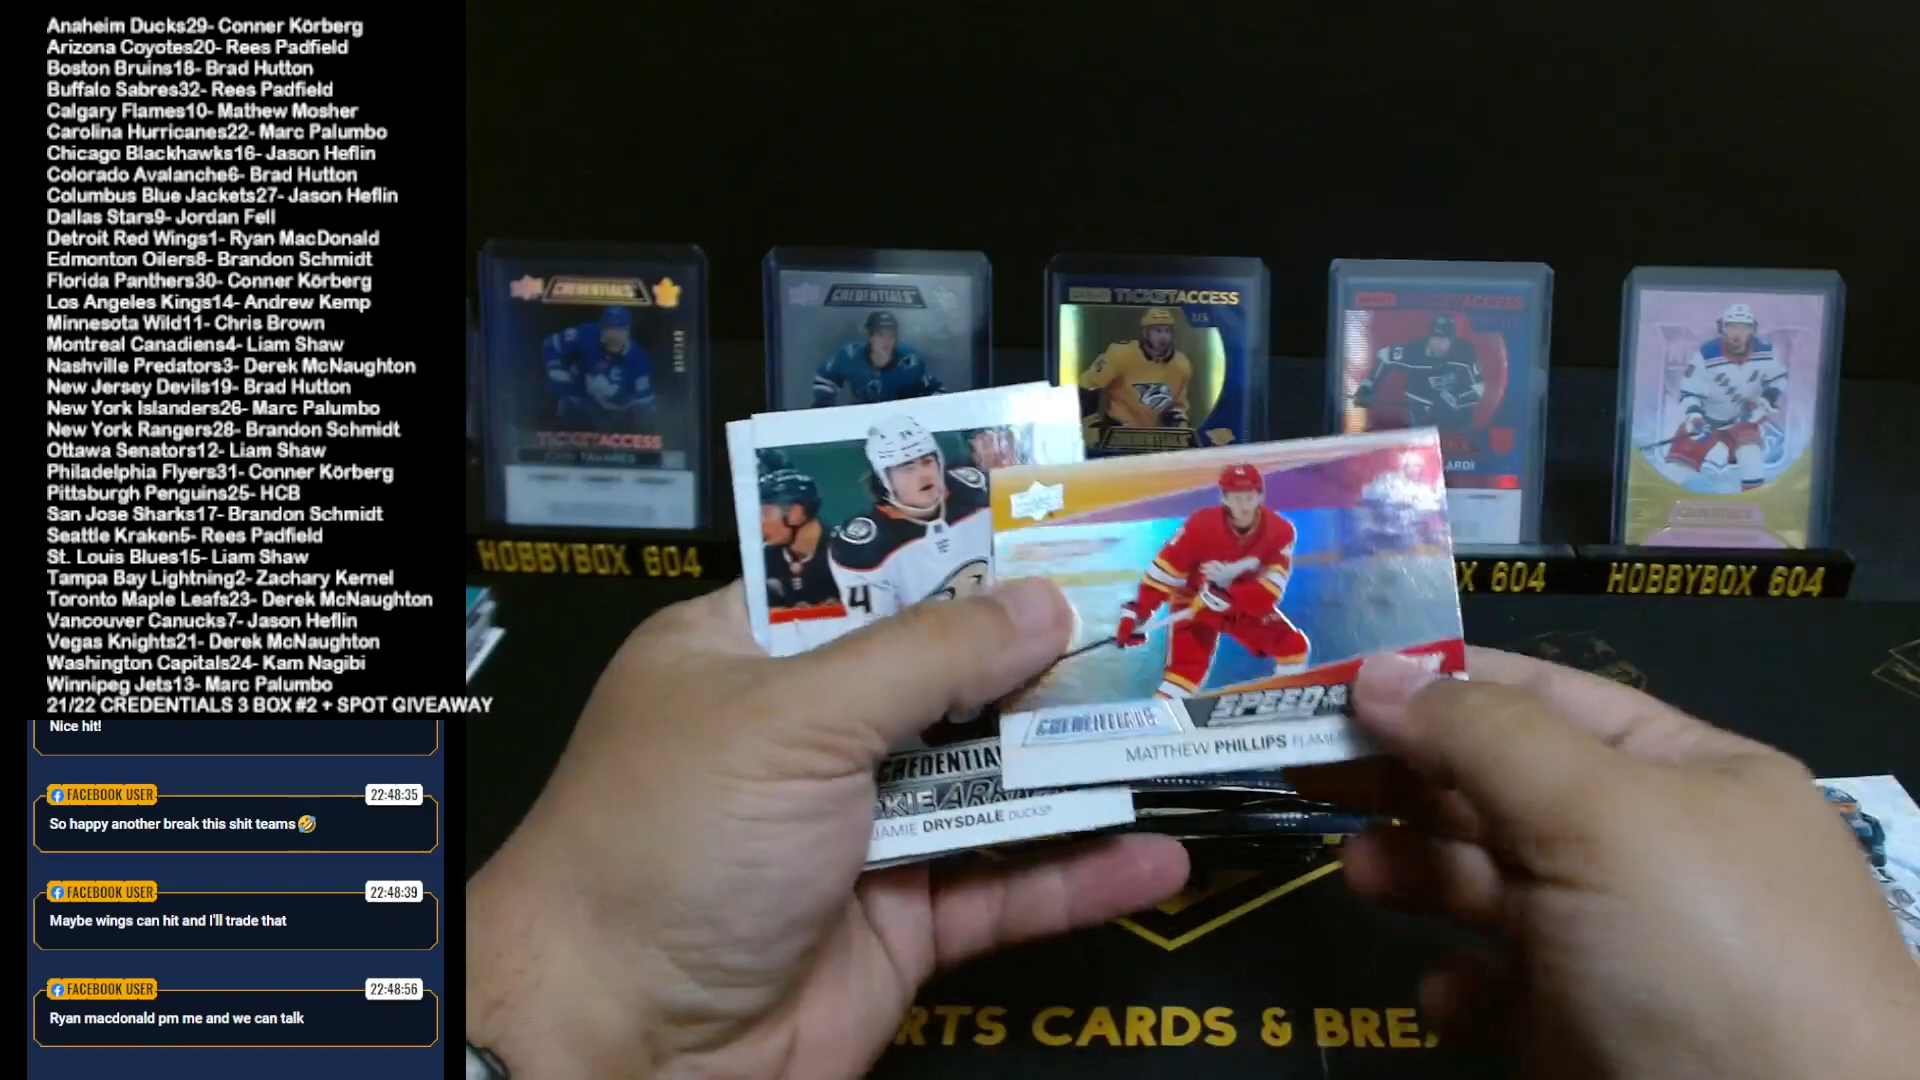 Anaheim Ducks29- Conner Körberg
Arizona Coyotes20- Rees Padfield
Boston Bruins18- Brad Hutton
Buffalo Sabres32- Rees Padfield
Calgary Flames10- Mathew Mosher
Carolina Hurricanes22- Marc Palumbo
Chicago Blackhawks16- Jason Heflin
Colorado Avalanche6- Brad Hutton
Columbus Blue Jackets27- Jason Heflin
Dallas Stars9- Jordan Fell
Detroit Red Wings1- Ryan MacDonald
Edmonton Oilers8- Brandon Schmidt
Florida Panthers30- Conner Körberg
Los Angeles Kings14- Andrew Kemp
Minnesota Wild11- Chris Brown
Montreal Canadiens4- Liam Shaw
Nashville Predators3- Derek McNaughton
New Jersey Devils19- Brad Hutton
New York Islanders26- Marc Palumbo
New York Rangers28- Brandon Schmidt
Ottawa Senators12- Liam Shaw
Philadelphia Flyers31- Conner Körberg
Pittsburgh Penguins25- HCB
San Jose Sharks17- Brandon Schmidt
Seattle Kraken5- Rees Padfield
St. Louis Blues15- Liam Shaw
Tampa Bay Lightning2- Zachary Kernel
Toronto Maple Leafs23- Derek McNaughton
Vancouver Canucks7- Jason Heflin
Vegas Knights21- Derek McNaughton
Washington Capitals24- Kam Nagibi
Winnipeg Jets13- Marc Palumbo
21/22 CREDENTIALS 3 BOX #2 + SPOT GIVEAWAY
Nice hit!
FACEBOOK USER 22:48:35
So happy another break this shit teams🤣
FACEBOOK USER 22:48:39
Maybe wings can hit and I'll trade that
FACEBOOK USER 22:48:56
Ryan macdonald pm me and we can talk
CREDENTIALS
TICKETACCESS
JOHN TAVARES
CREDENTIALS
TICKETACCESS
CREDENTIALS
TICKETACCESS
HOBBYBOX 604
X 604
HOBBYBOX 604
4
CREDENTIALS
SPEED
MATTHEW PHILLIPS
CREDENTIA
JAMIE DRYSDALE DUCKS
RTS CARDS & BRE